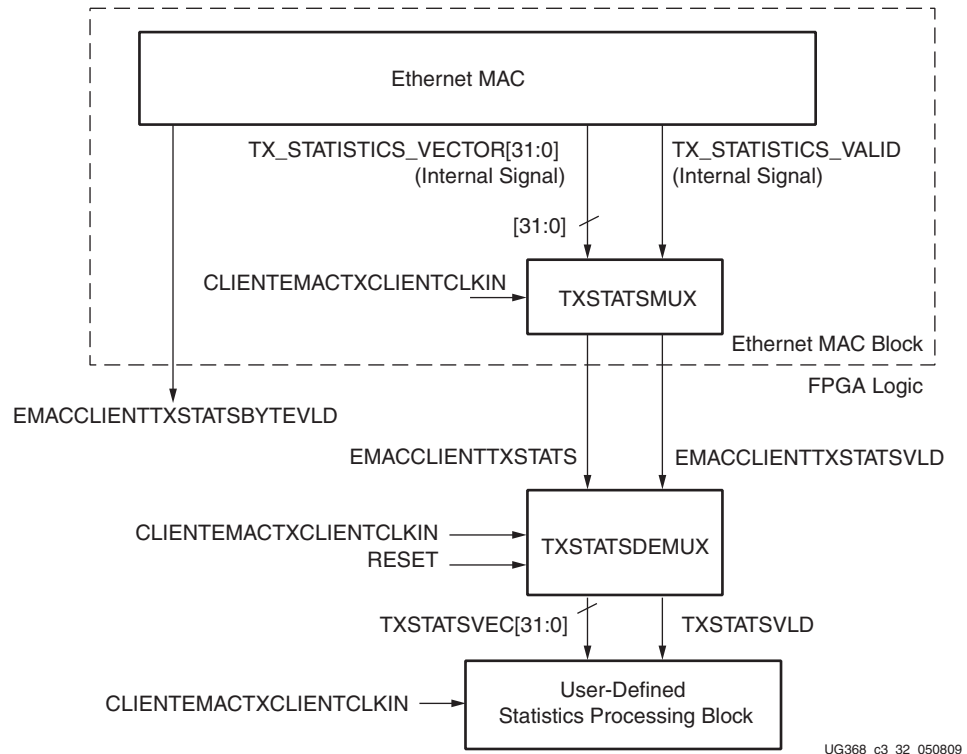 Ethernet MAC
TX_STATISTICS_VECTOR[31:0]
(Internal Signal)
TX_STATISTICS_VALID
(Internal Signal)
[31:0]
CLIENTEMACTXCLIENTCLKIN
TXSTATSMUX
Ethernet MAC Block
FPGA Logic
EMACCLIENTTXSTATSBYTEVLD
EMACCLIENTTXSTATS
EMACCLIENTTXSTATSVLD
CLIENTEMACTXCLIENTCLKIN
RESET
TXSTATSDEMUX
TXSTATSVEC[31:0]
TXSTATSVLD
CLIENTEMACTXCLIENTCLKIN
User-Defined
Statistics Processing Block
UG368_c3_32_050809